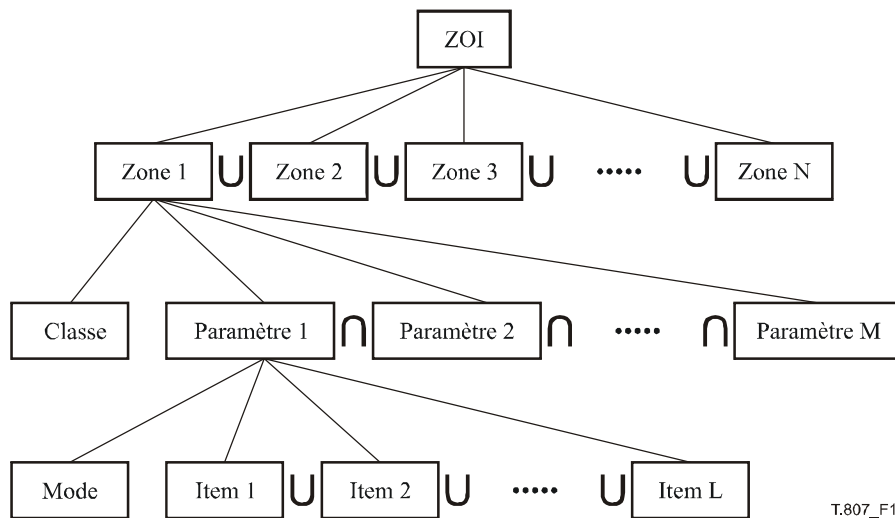 ZOI
Zone 1 ∪ Zone 2 ∪ Zone 3 ∪ ····· ∪ Zone N
Classe Paramètre 1 ∩ Paramètre 2 ∩ ····· ∩ Paramètre M
Mode Item 1 ∪ Item 2 ∪ ····· ∪ Item L
T.807_F1